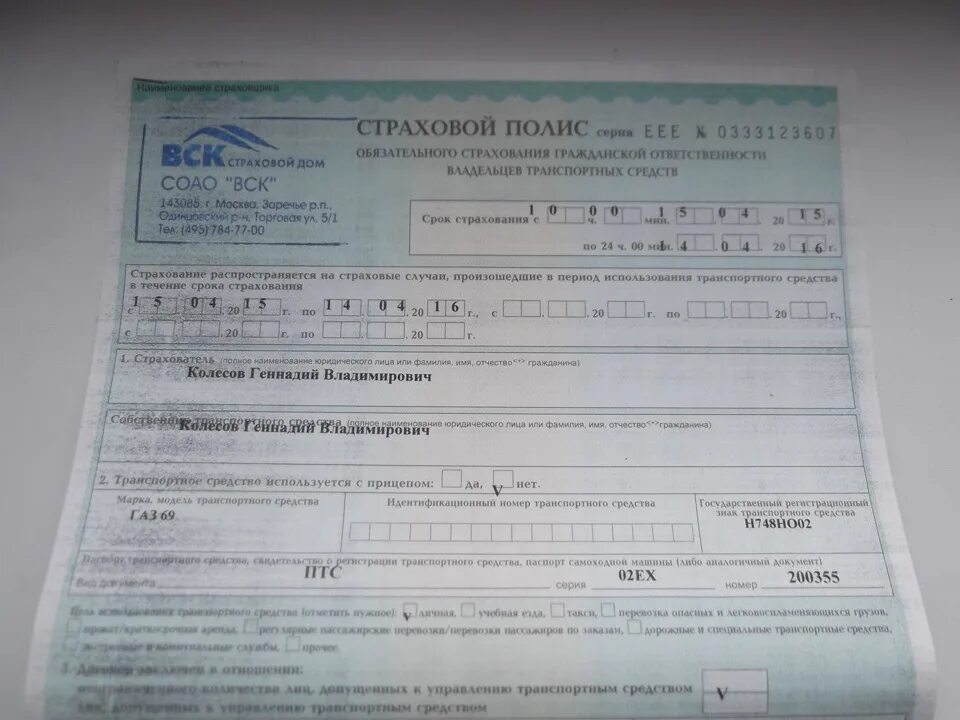 Наименование страховщика
СТРАХОВОЙ ПОЛИС серия ЕЕЕ № 0333123607
ОБЯЗАТЕЛЬНОГО СТРАХОВАНИЯ ГРАЖДАНСКОЙ ОТВЕТСТВЕННОСТИ
ВЛАДЕЛЬЦЕВ ТРАНСПОРТНЫХ СРЕДСТВ
ВСК СТРАХОВОЙ ДОМ
СОАО "ВСК"
143085, г. Москва, Заречье р.п.,
Одинцовский р-н, Торговая ул. 5/1
Тел: (495) 784-77-00
Срок страхования с 10 ч. 00 мин. 15 04 20 15 г.
по 24 ч. 00 мин. 14 04 20 16 г.
Страхование распространяется на страховые случаи, произошедшие в период использования транспортного средства
в течение срока страхования
с 15 04 20 15 г. по 14 04 20 16 г., с . .20 г. по . .20 г.,
с . .20 г. по . .20 г.
1. Страхователь (полное наименование юридического лица или фамилия, имя, отчество<*> гражданина)
Колесов Геннадий Владимирович
Собственник транспортного средства (полное наименование юридического лица или фамилия, имя, отчество<*>гражданина)
Колесов Геннадий Владимирович
2. Транспортное средство используется с прицепом: да, V нет.
Марка, модель транспортного средства
Идентификационный номер транспортного средства
Государственный регистрационный
знак транспортного средства
ГАЗ 69
Н748НО02
Паспорт транспортного средства, свидетельство о регистрации транспортного средства, паспорт самоходной машины (либо аналогичный документ)
Вид документа ПТС серия 02ЕХ номер 200355
Цель использования транспортного средства (отметить нужное): V личная, учебная езда, такси, перевозка опасных и легковоспламеняющихся грузов,
прокат/краткосрочная аренда, регулярные пассажирские перевозки/перевозки пассажиров по заказам, дорожные и специальные транспортные средства,
экстренные и коммунальные службы, прочее.
3. Договор заключен в отношении:
неограниченного количества лиц, допущенных к управлению транспортным средством V
лиц, допущенных к управлению транспортным средством